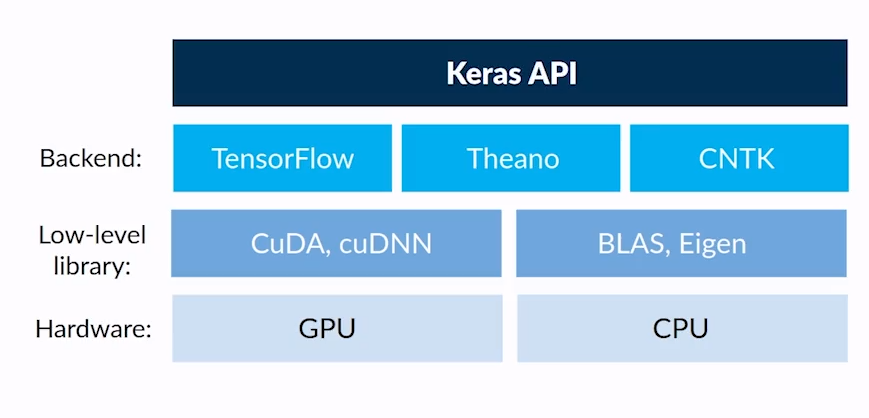 Keras API
Backend:
TensorFlow
Theano
CNTK
Low-level
library:
CuDA, cuDNN
BLAS, Eigen
Hardware:
GPU
CPU